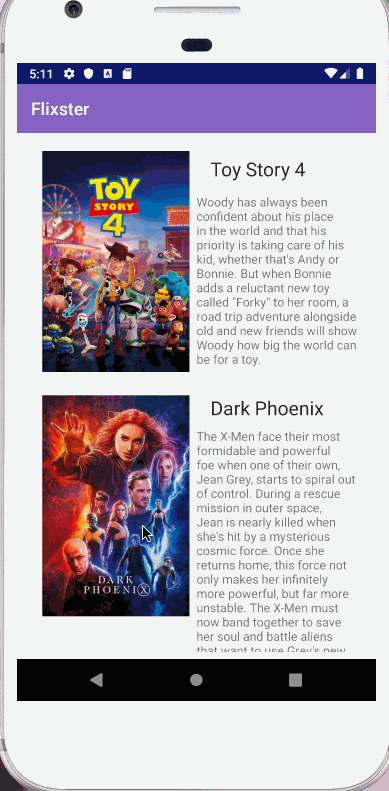 5:11
Flixster
TOY
STORY
4
Toy Story 4
Woody has always been
confident about his place
in the world and that his
priority is taking care of his
kid, whether that's Andy or
Bonnie. But when Bonnie
adds a reluctant new toy
called "Forky" to her room, a
road trip adventure alongside
old and new friends will show
Woody how big the world can
be for a toy.
DARK
PHOENIX
Dark Phoenix
The X-Men face their most
formidable and powerful
foe when one of their own,
Jean Grey, starts to spiral out
of control. During a rescue
mission in outer space,
Jean is nearly killed when
she's hit by a mysterious
cosmic force. Once she
returns home, this force not
only makes her infinitely
more powerful, but far more
unstable. The X-Men must
now band together to save
her soul and battle aliens
that want to use Grey's new